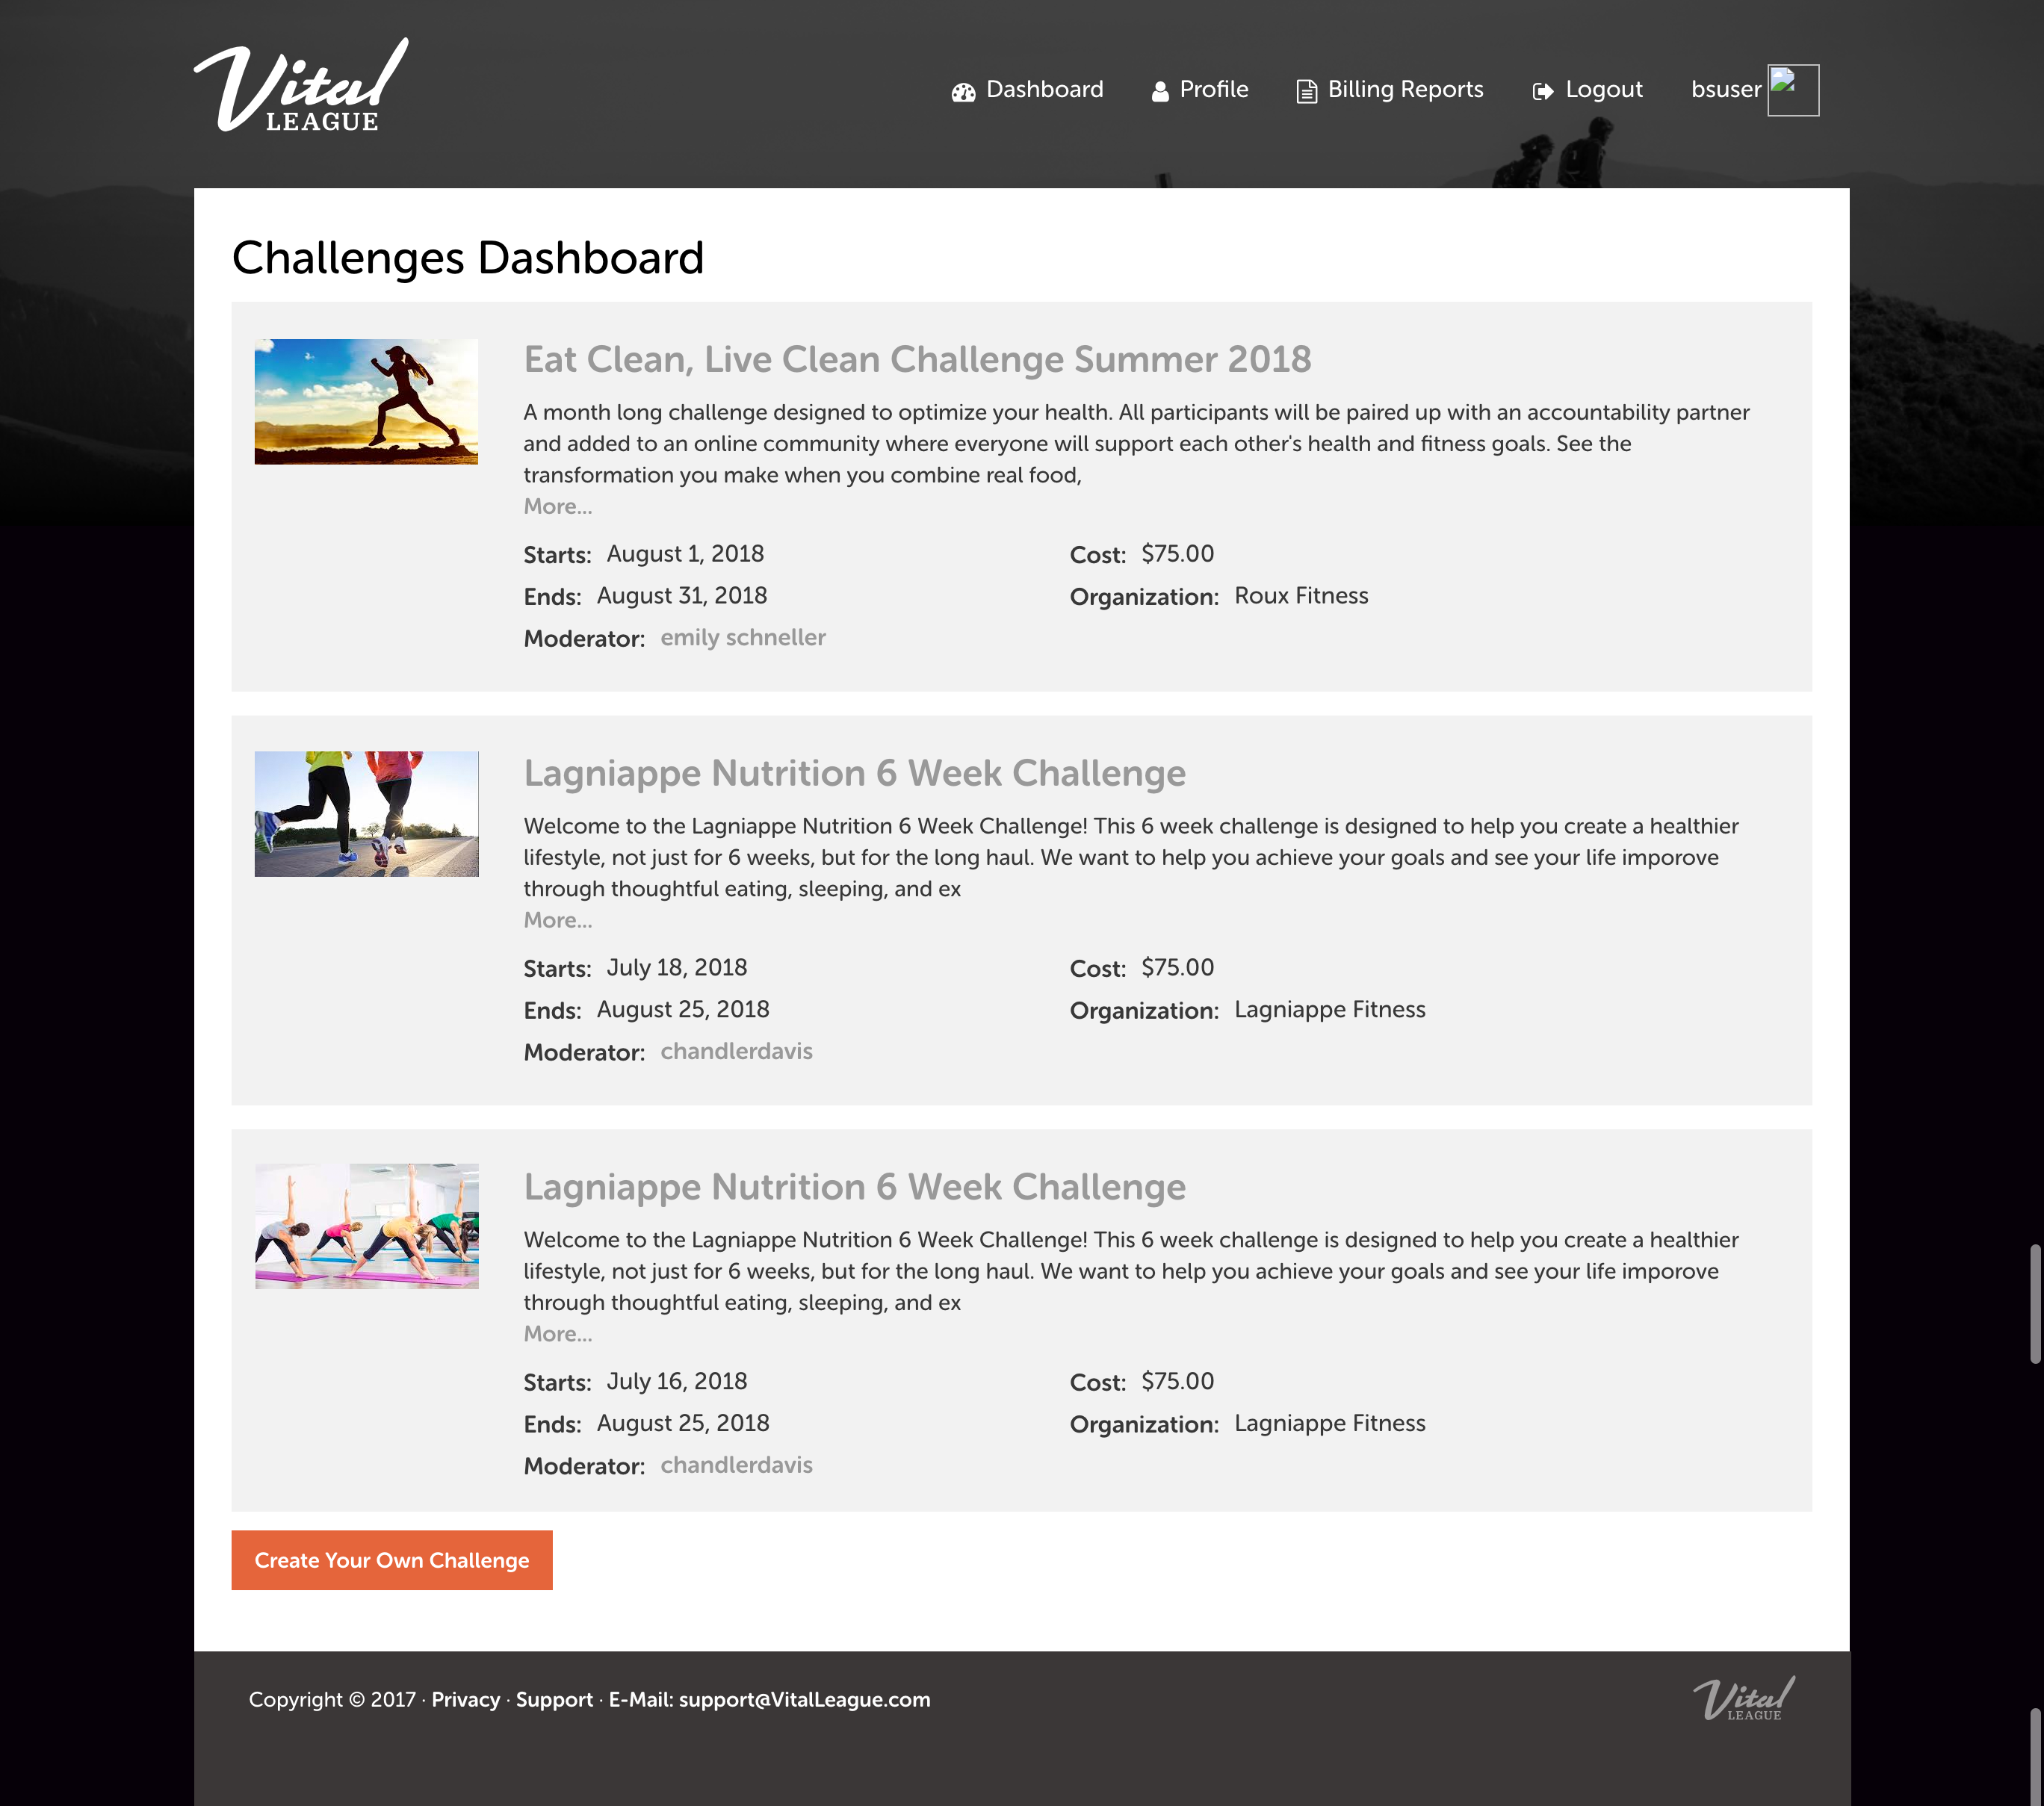 Vital
LEAGUE
Dashboard
Profile
Billing Reports
Logout
bsuser
Challenges Dashboard
Eat Clean, Live Clean Challenge Summer 2018
A month long challenge designed to optimize your health. All participants will be paired up with an accountability partner
and added to an online community where everyone will support each other's health and fitness goals. See the
transformation you make when you combine real food,
More...
Starts: August 1, 2018
Cost: $75.00
Ends: August 31, 2018
Organization: Roux Fitness
Moderator: emily schneller
Lagniappe Nutrition 6 Week Challenge
Welcome to the Lagniappe Nutrition 6 Week Challenge! This 6 week challenge is designed to help you create a healthier
lifestyle, not just for 6 weeks, but for the long haul. We want to help you achieve your goals and see your life imporove
through thoughtful eating, sleeping, and ex
More...
Starts: July 18, 2018
Cost: $75.00
Ends: August 25, 2018
Organization: Lagniappe Fitness
Moderator: chandlerdavis
Lagniappe Nutrition 6 Week Challenge
Welcome to the Lagniappe Nutrition 6 Week Challenge! This 6 week challenge is designed to help you create a healthier
lifestyle, not just for 6 weeks, but for the long haul. We want to help you achieve your goals and see your life imporove
through thoughtful eating, sleeping, and ex
More...
Starts: July 16, 2018
Cost: $75.00
Ends: August 25, 2018
Organization: Lagniappe Fitness
Moderator: chandlerdavis
Create Your Own Challenge
Copyright © 2017 · Privacy · Support · E-Mail: support@VitalLeague.com
Vital
LEAGUE